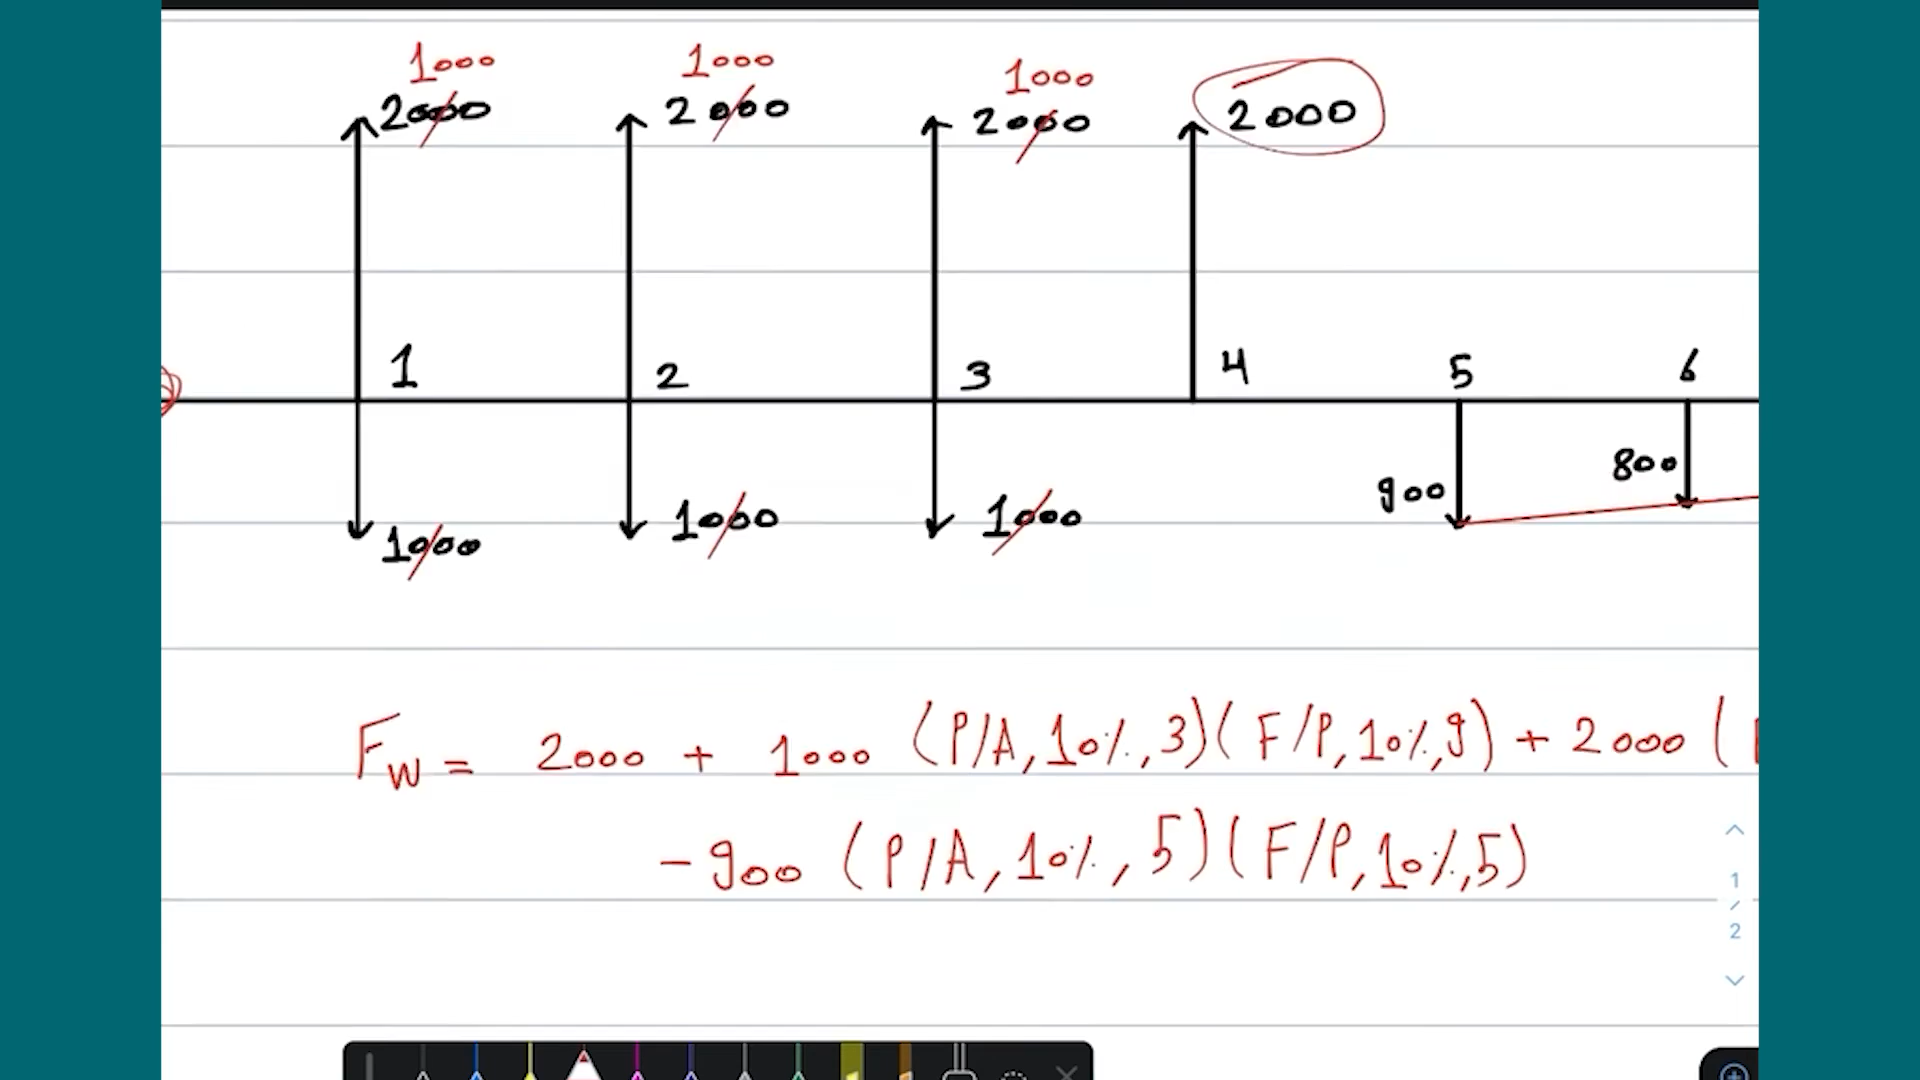 1000 1000 1000
2000 2000 2000 2000
1 2 3 4 5 6
900 800
1000 1000 1000
Fw = 2000 + 1000 (P/A,10%,3)(F/P,10%,9) + 2000 (
-900 (P/A,10%,5)(F/P,10%,5)
1
/
2